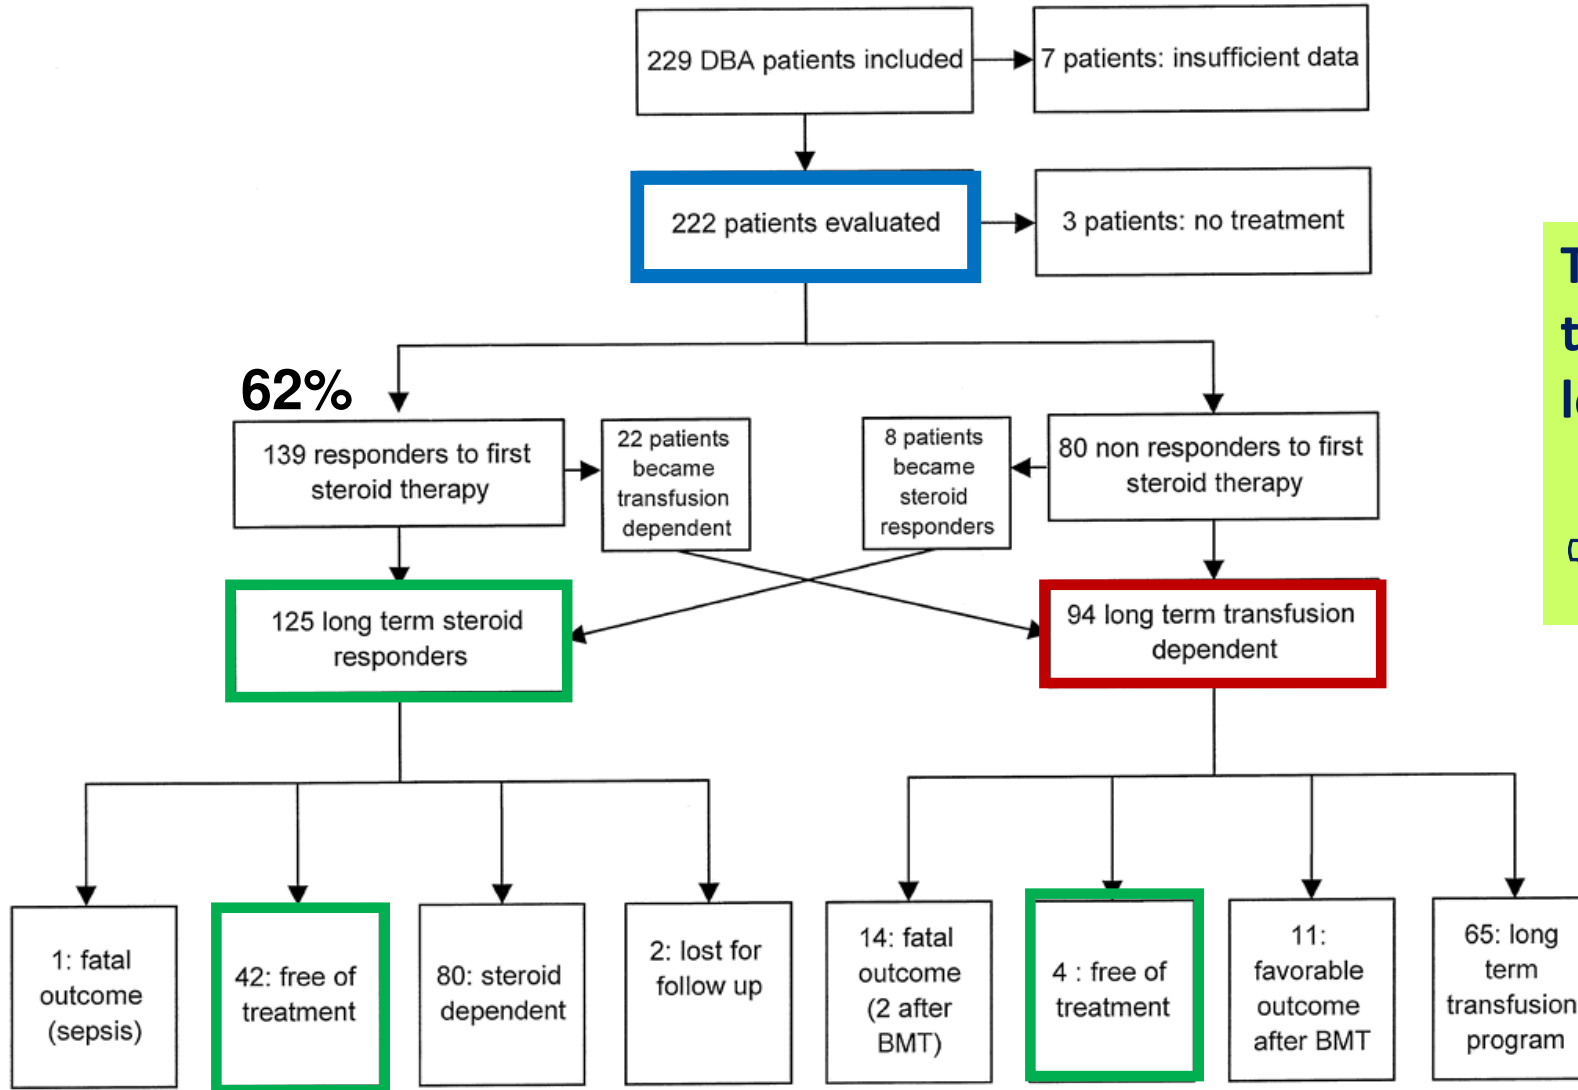 229 DBA patients included
7 patients: insufficient data
222 patients evaluated
3 patients: no treatment
62%
139 responders to first
steroid therapy
22 patients
became
transfusion
dependent
8 patients
became
steroid
responders
80 non responders to first
steroid therapy
125 long term steroid
responders
94 long term transfusion
dependent
1: fatal
outcome
(sepsis)
42: free of
treatment
80: steroid
dependent
2: lost for
follow up
14: fatal
outcome
(2 after
BMT)
4 : free of
treatment
11:
favorable
outcome
after BMT
65: long
term
transfusion
program